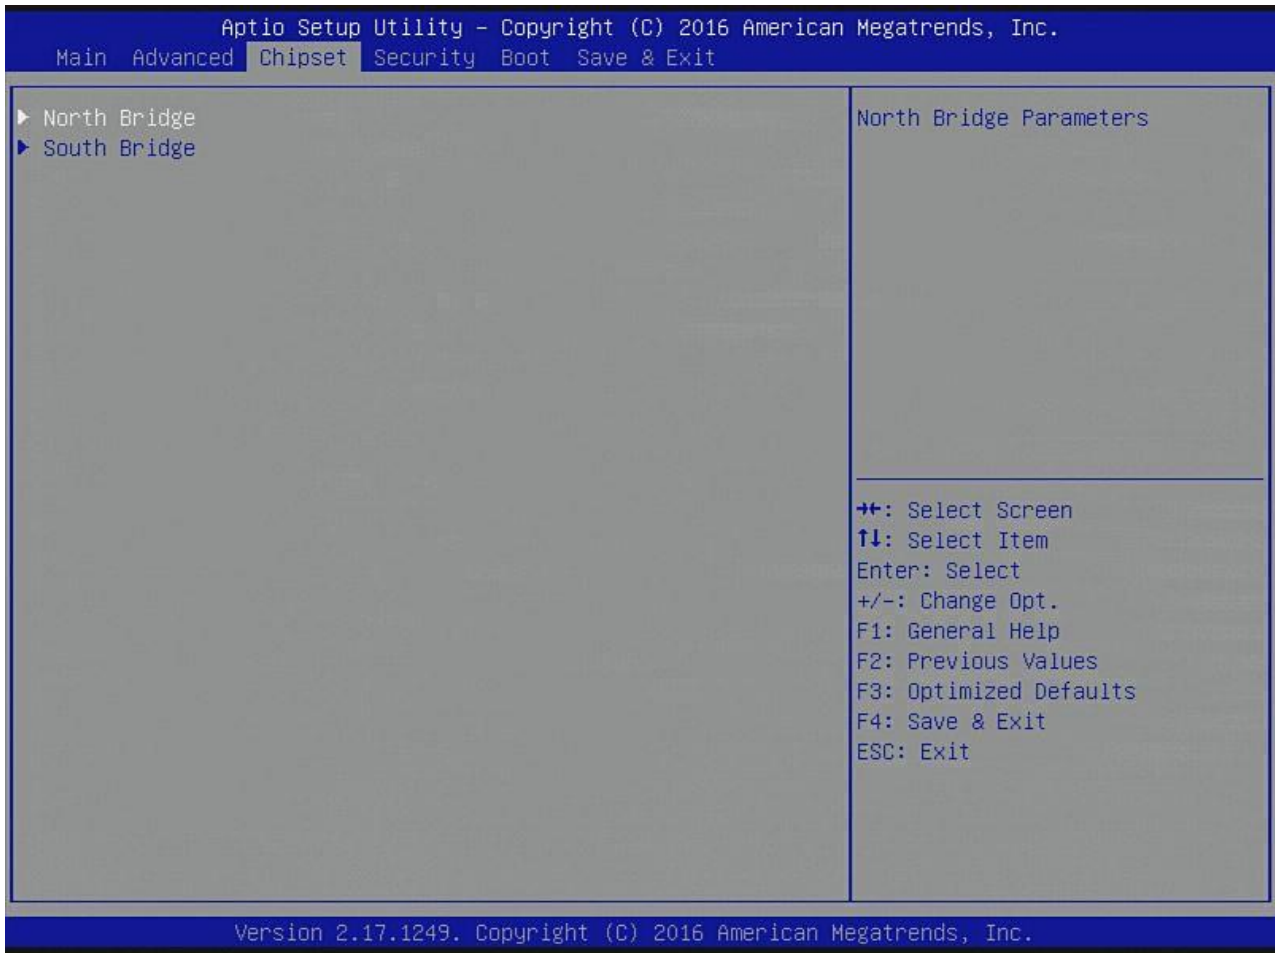 Aptio Setup Utility – Copyright (C) 2016 American Megatrends, Inc.
Main Advanced Chipset Security Boot Save & Exit
▶ North Bridge
▶ South Bridge
North Bridge Parameters
→←: Select Screen
↑↓: Select Item
Enter: Select
+/-: Change Opt.
F1: General Help
F2: Previous Values
F3: Optimized Defaults
F4: Save & Exit
ESC: Exit
Version 2.17.1249. Copyright (C) 2016 American Megatrends, Inc.